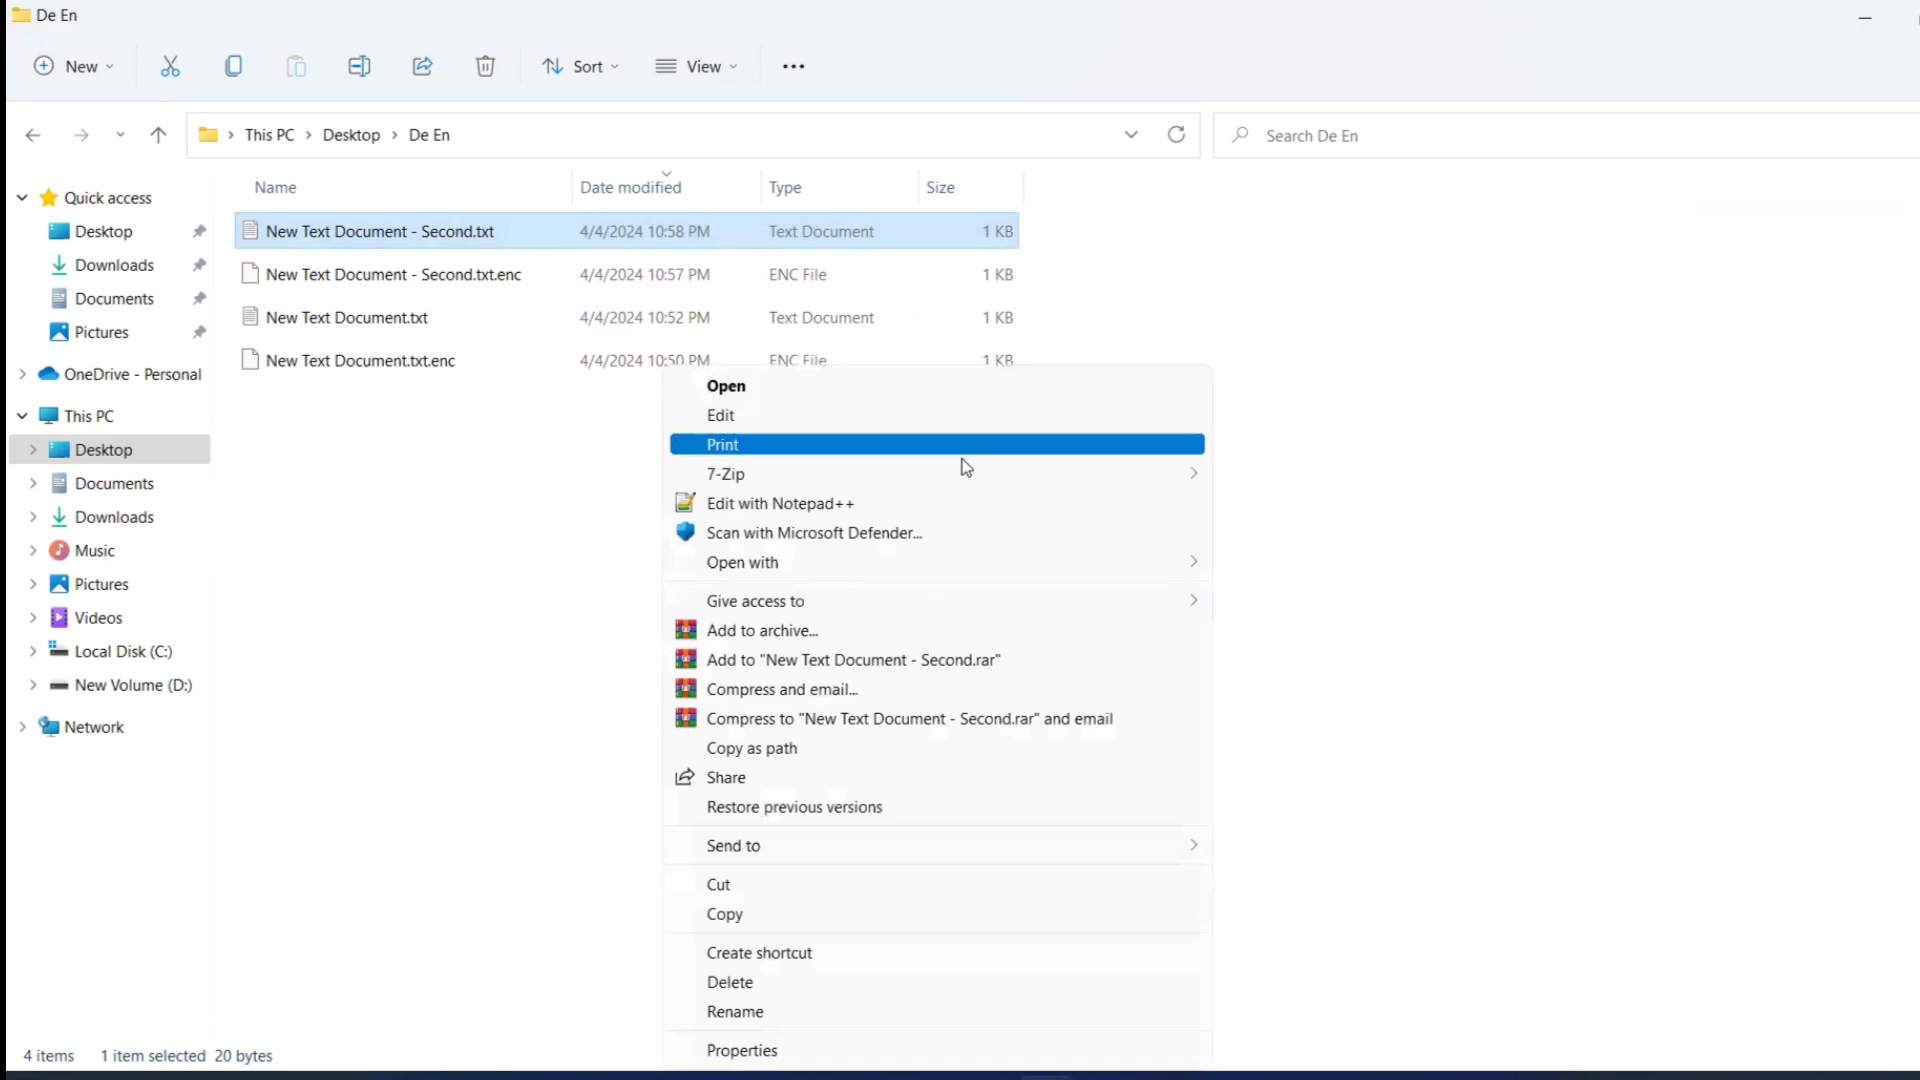 De En
New
Sort
View
This PC > Desktop > De En
Search De En
Name Date modified Type Size
New Text Document - Second.txt 4/4/2024 10:58 PM Text Document 1 KB
New Text Document - Second.txt.enc 4/4/2024 10:57 PM ENC File 1 KB
New Text Document.txt 4/4/2024 10:52 PM Text Document 1 KB
New Text Document.txt.enc 4/4/2024 10:50 PM ENC File 1 KB
Quick access
Desktop
Downloads
Documents
Pictures
OneDrive - Personal
This PC
Desktop
Documents
Downloads
Music
Pictures
Videos
Local Disk (C:)
New Volume (D:)
Network
Open
Edit
Print
7-Zip
Edit with Notepad++
Scan with Microsoft Defender...
Open with
Give access to
Add to archive...
Add to "New Text Document - Second.rar"
Compress and email...
Compress to "New Text Document - Second.rar" and email
Copy as path
Share
Restore previous versions
Send to
Cut
Copy
Create shortcut
Delete
Rename
Properties
4 items 1 item selected 20 bytes